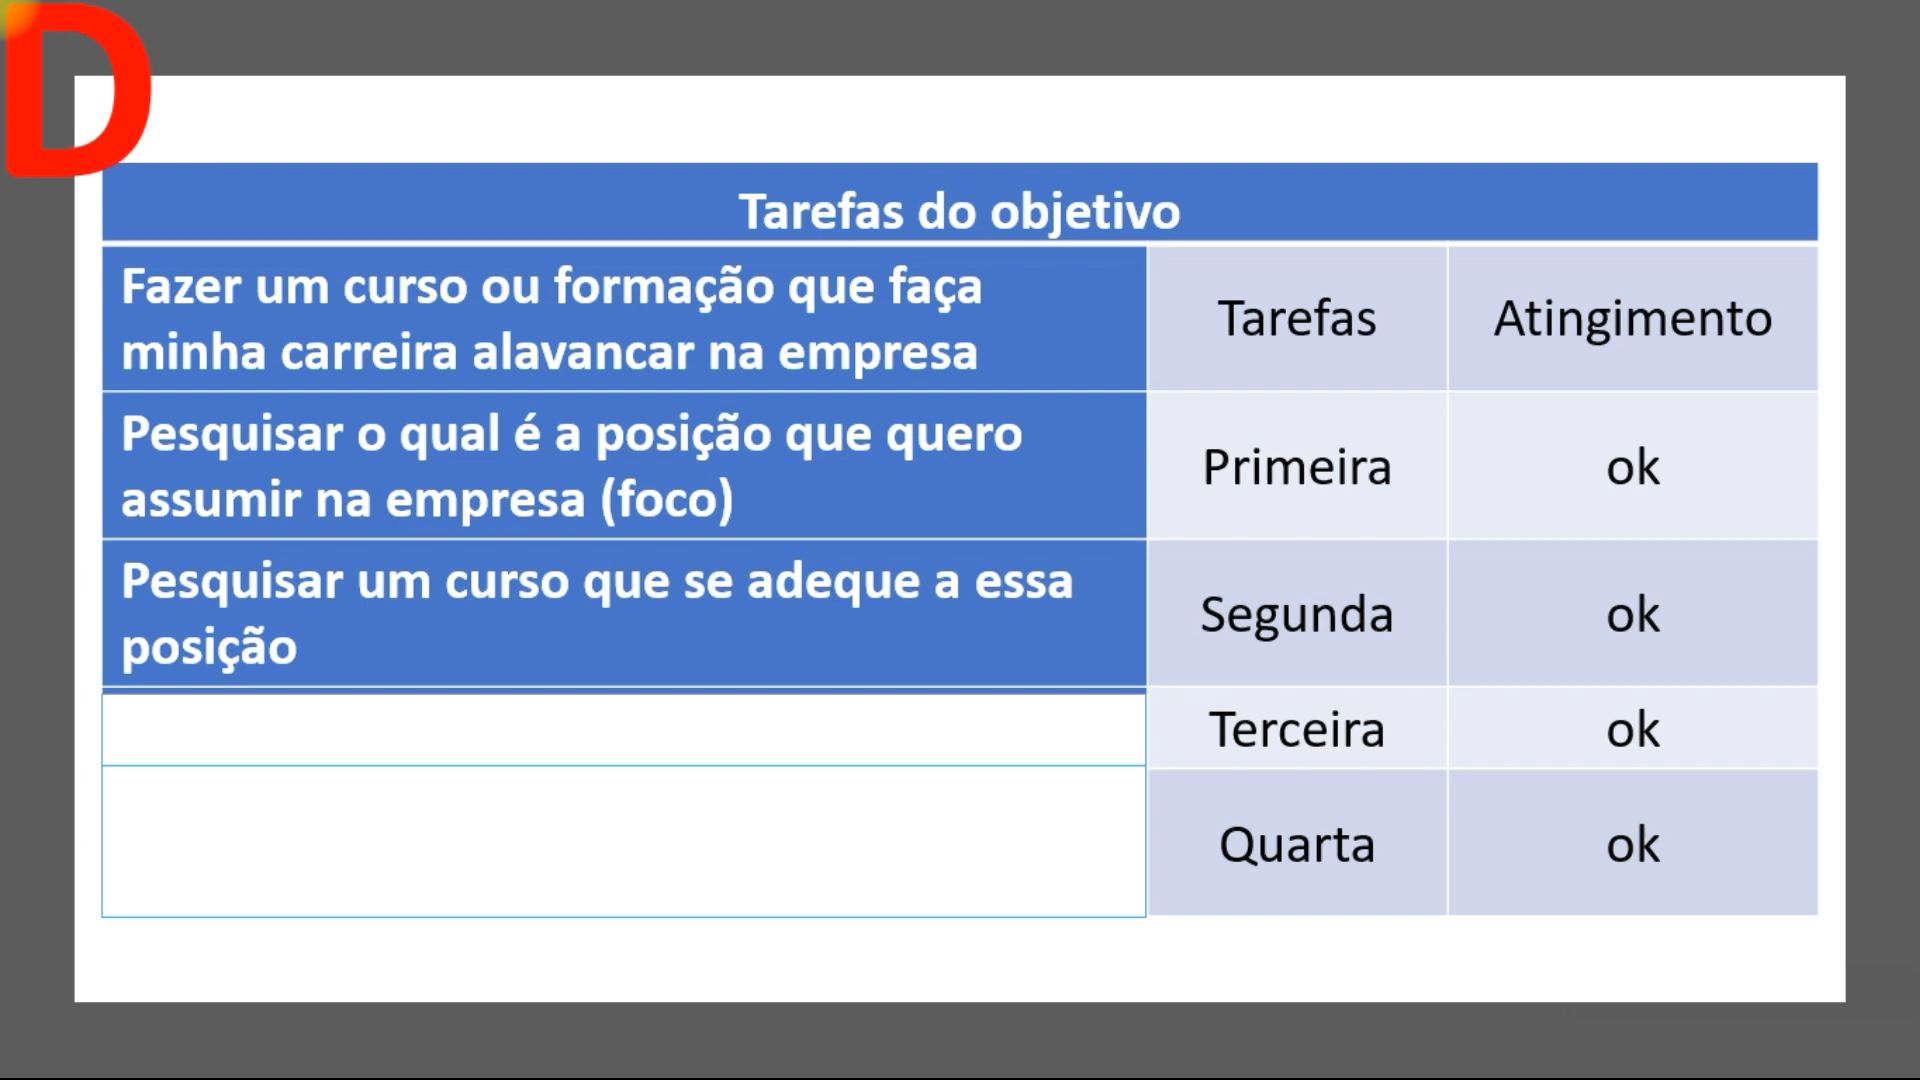 D
Tarefas do objetivo
Fazer um curso ou formação que faça
minha carreira alavancar na empresa
Tarefas
Atingimento
Pesquisar o qual é a posição que quero
assumir na empresa (foco)
Primeira
ok
Pesquisar um curso que se adeque a essa
posição
Segunda
ok
Terceira
ok
Quarta
ok